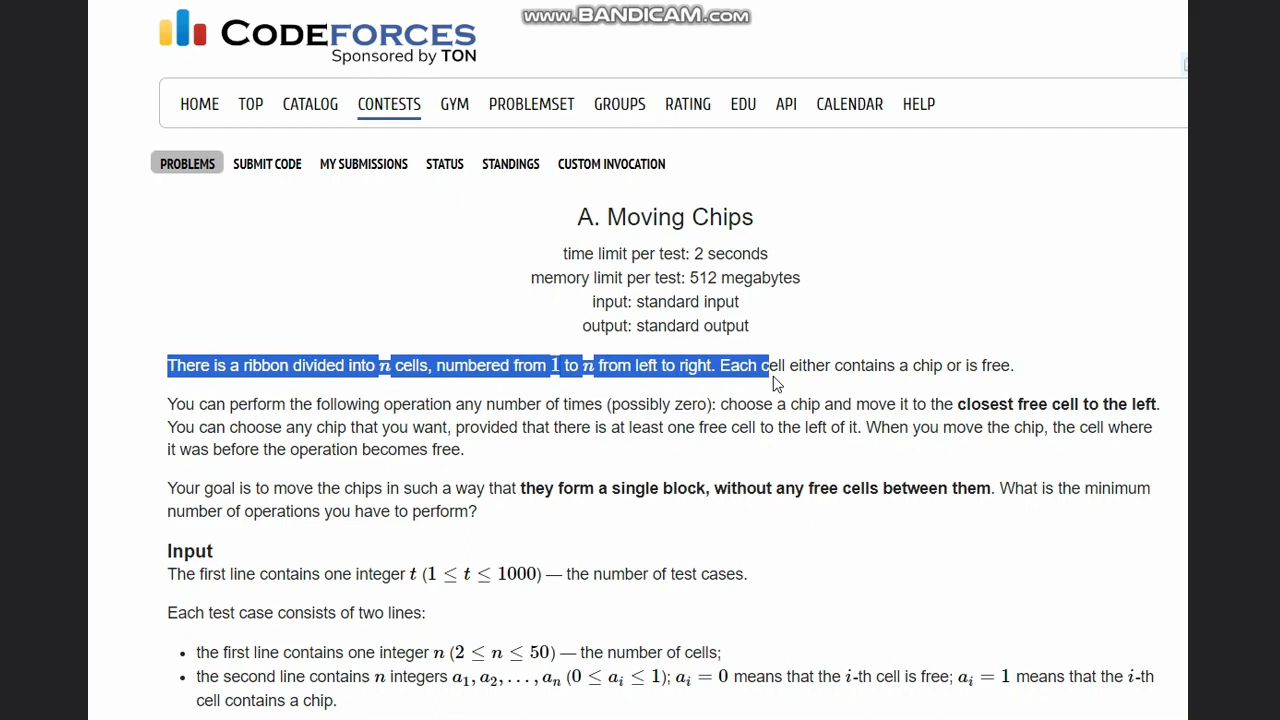 WWW.BANDICAM.COM
CODEFORCES
Sponsored by TON
HOME TOP CATALOG CONTESTS GYM PROBLEMSET GROUPS RATING EDU API CALENDAR HELP
PROBLEMS SUBMIT CODE MY SUBMISSIONS STATUS STANDINGS CUSTOM INVOCATION
A. Moving Chips
time limit per test: 2 seconds
memory limit per test: 512 megabytes
input: standard input
output: standard output
There is a ribbon divided into n cells, numbered from 1 to n from left to right. Each cell either contains a chip or is free.
You can perform the following operation any number of times (possibly zero): choose a chip and move it to the closest free cell to the left.
You can choose any chip that you want, provided that there is at least one free cell to the left of it. When you move the chip, the cell where
it was before the operation becomes free.
Your goal is to move the chips in such a way that they form a single block, without any free cells between them. What is the minimum
number of operations you have to perform?
Input
The first line contains one integer t (1 ≤ t ≤ 1000) — the number of test cases.
Each test case consists of two lines:
• the first line contains one integer n (2 ≤ n ≤ 50) — the number of cells;
• the second line contains n integers a₁, a₂, . . . , aₙ (0 ≤ aᵢ ≤ 1); aᵢ = 0 means that the i-th cell is free; aᵢ = 1 means that the i-th
cell contains a chip.